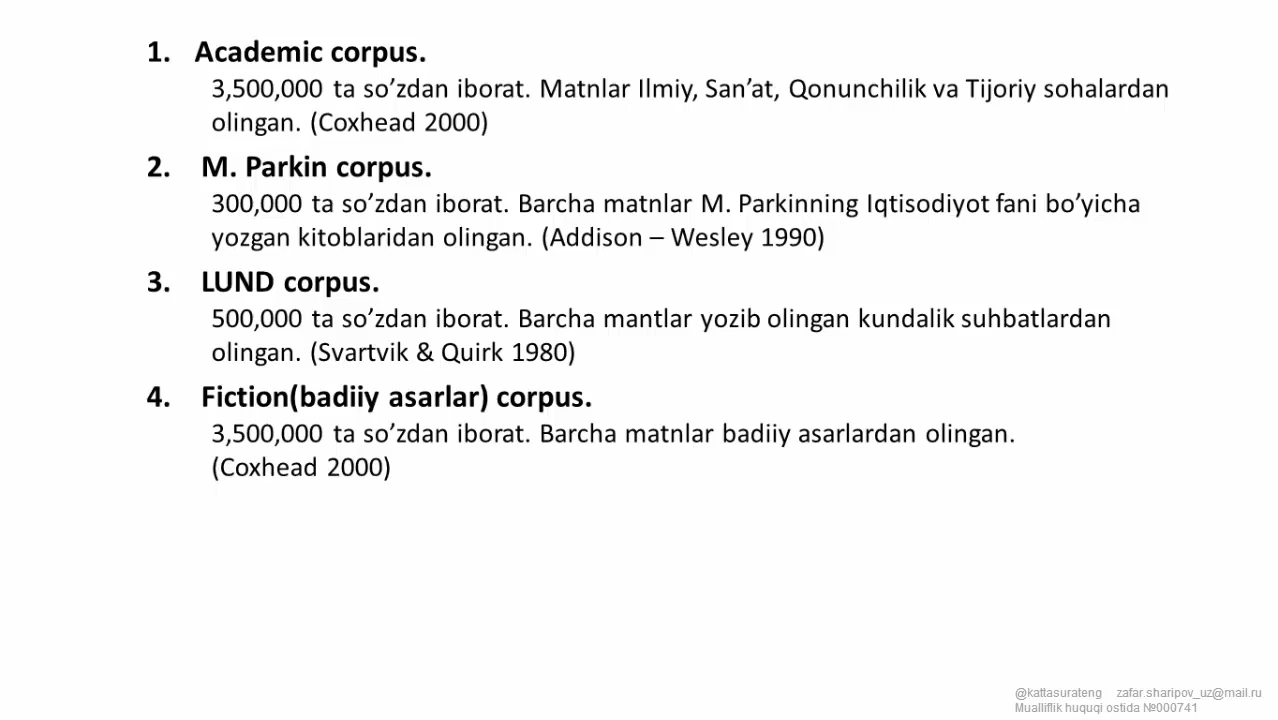 1. Academic corpus.
3,500,000 ta so’zdan iborat. Matnlar Ilmiy, San’at, Qonunchilik va Tijoriy sohalardan
olingan. (Coxhead 2000)
2. M. Parkin corpus.
300,000 ta so’zdan iborat. Barcha matnlar M. Parkinning Iqtisodiyot fani bo’yicha
yozgan kitoblaridan olingan. (Addison – Wesley 1990)
3. LUND corpus.
500,000 ta so’zdan iborat. Barcha mantlar yozib olingan kundalik suhbatlardan
olingan. (Svartvik & Quirk 1980)
4. Fiction(badiiy asarlar) corpus.
3,500,000 ta so’zdan iborat. Barcha matnlar badiiy asarlardan olingan.
(Coxhead 2000)
@kattasurateng zafar.sharipov_uz@mail.ru
Mualliflik huquqi ostida №000741